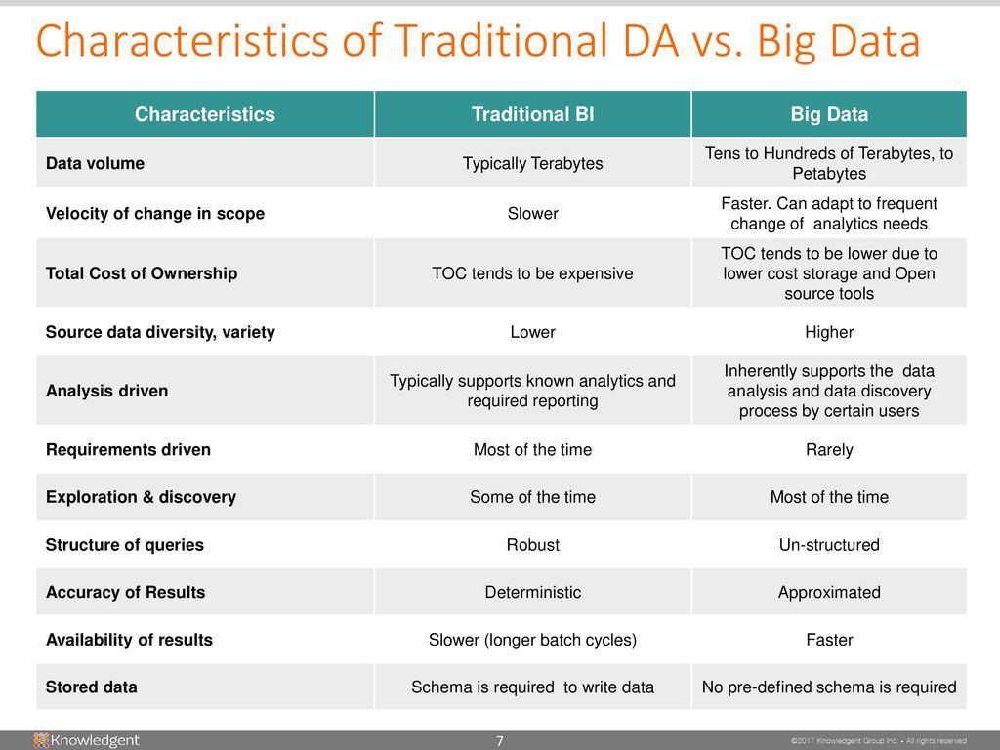 Characteristics of Traditional DA vs. Big Data
Characteristics Traditional BI Big Data
Data volume Typically Terabytes Tens to Hundreds of Terabytes, to
Petabytes
Velocity of change in scope Slower Faster. Can adapt to frequent
change of analytics needs
Total Cost of Ownership TOC tends to be expensive TOC tends to be lower due to
lower cost storage and Open
source tools
Source data diversity, variety Lower Higher
Analysis driven Typically supports known analytics and
required reporting Inherently supports the data
analysis and data discovery
process by certain users
Requirements driven Most of the time Rarely
Exploration & discovery Some of the time Most of the time
Structure of queries Robust Un-structured
Accuracy of Results Deterministic Approximated
Availability of results Slower (longer batch cycles) Faster
Stored data Schema is required to write data No pre-defined schema is required
Knowledgent 7 ©2017 Knowledgent Group Inc. • All rights reserved